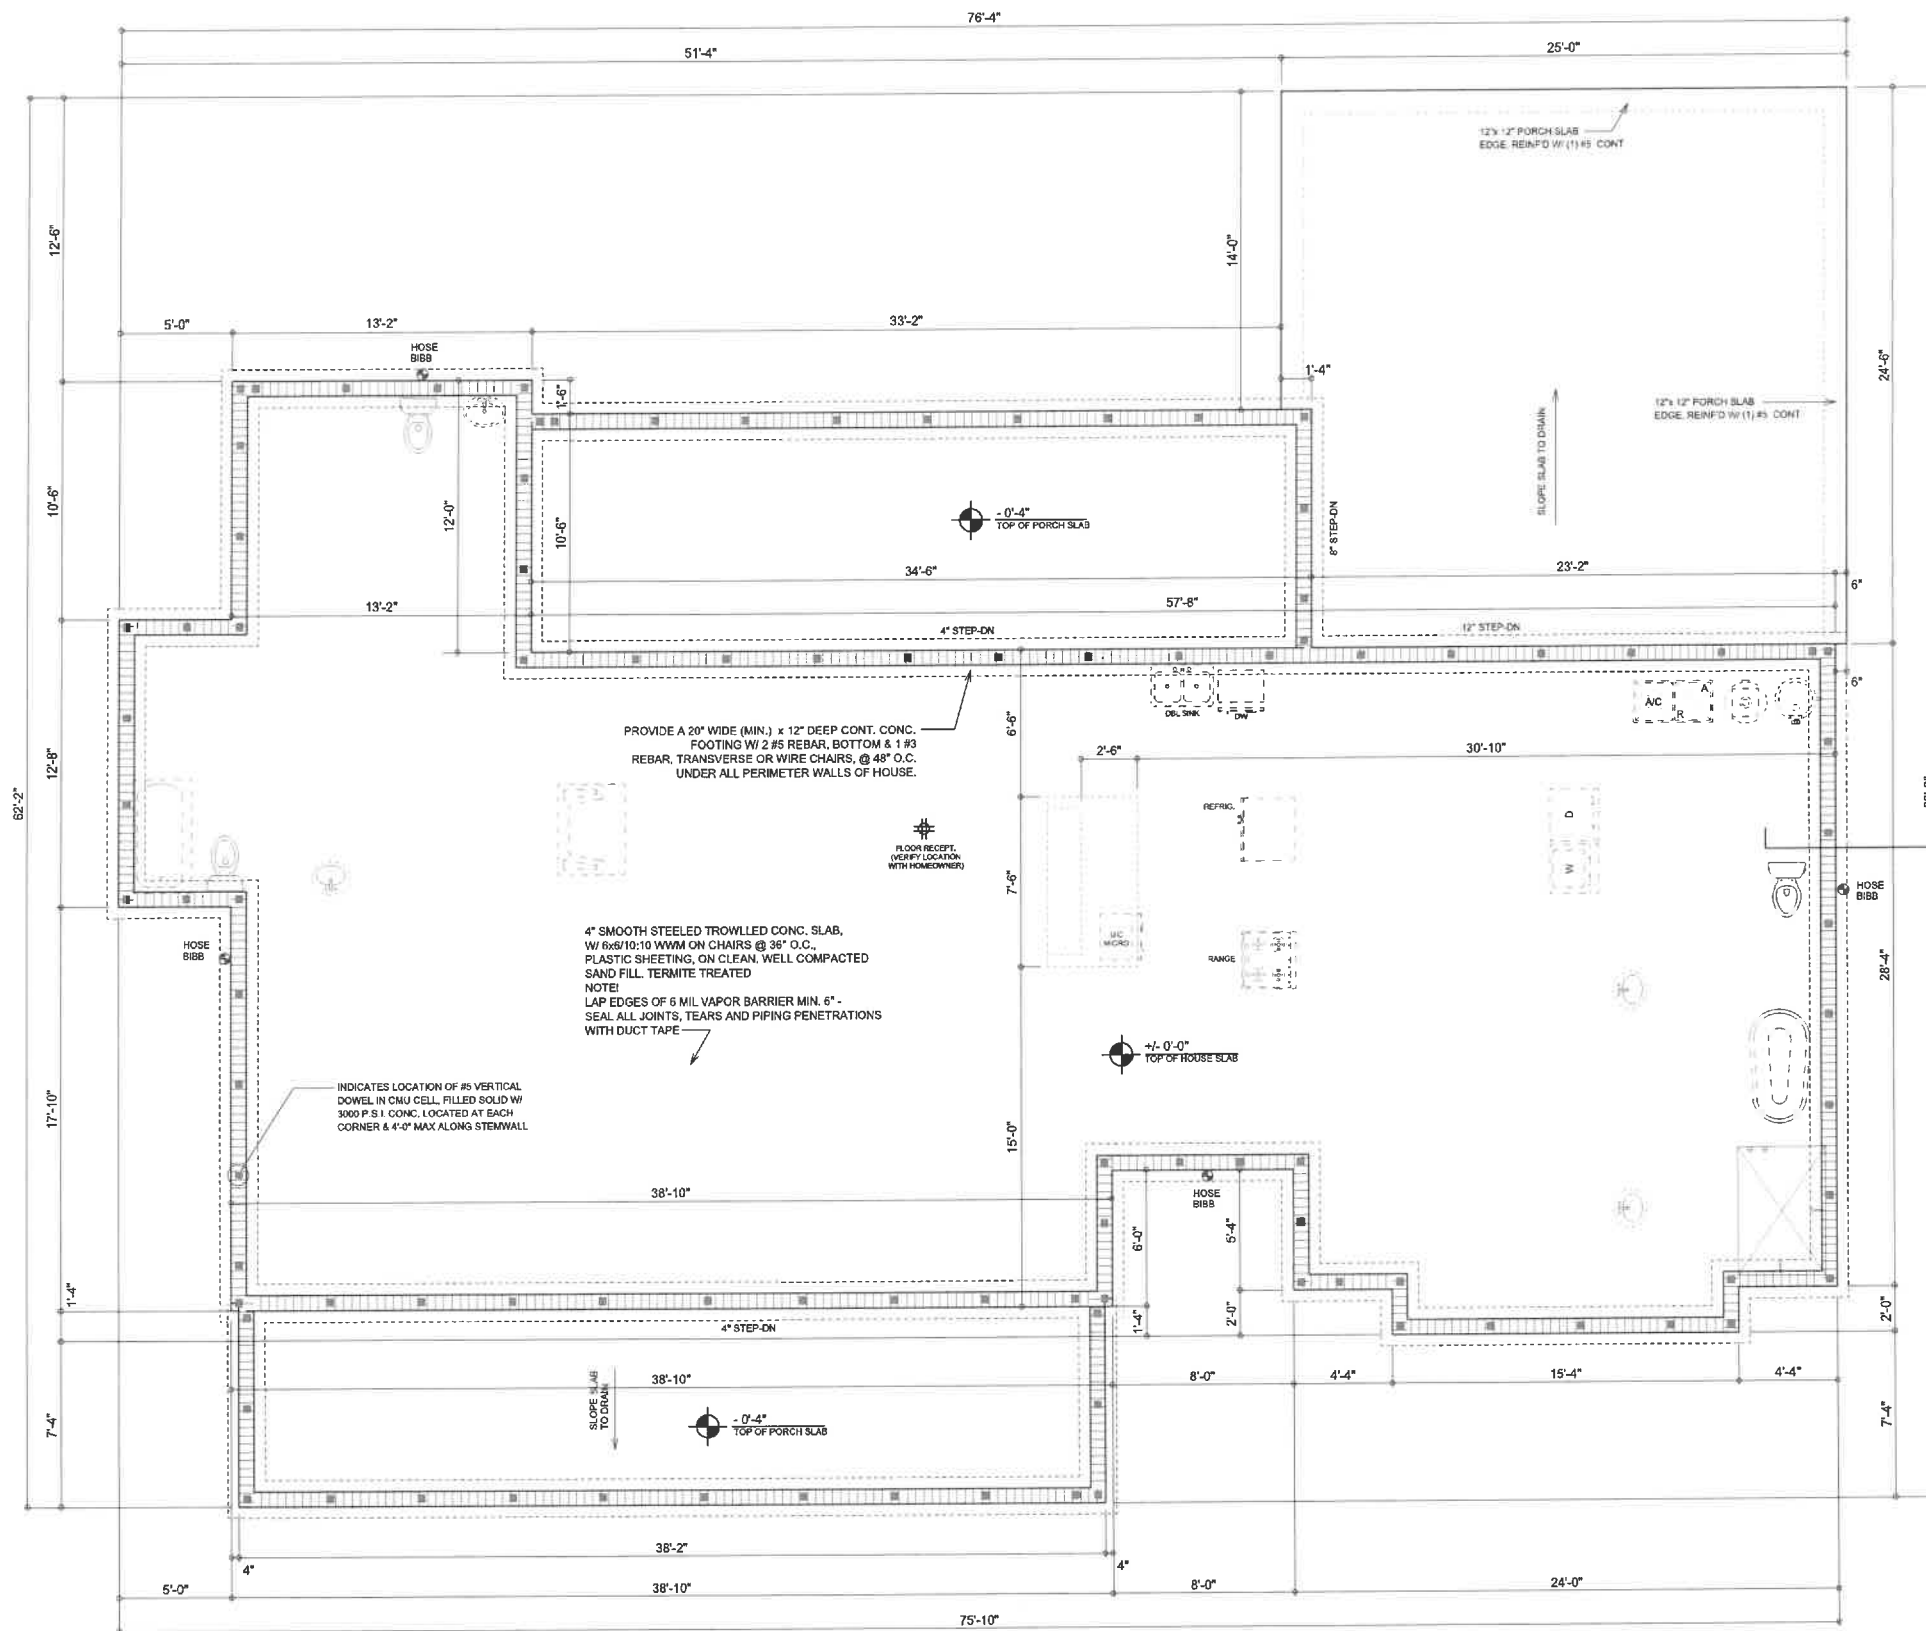 76'-4"
51'-4"
25'-0"
12"x 12" PORCH SLAB
EDGE, REINF'D W/ (1) #5 CONT
12'-6"
14'-0"
5'-0"
13'-2"
33'-2"
HOSE
BIBB
1'-6"
1'-4"
24'-6"
12"x 12" PORCH SLAB
EDGE, REINF'D W/ (1) #5 CONT
SLOPE SLAB TO DRAIN
10'-6"
12'-0"
10'-6"
- 0'-4"
TOP OF PORCH SLAB
8" STEP-DN
34'-6"
23'-2"
6"
13'-2"
57'-8"
4" STEP-DN
12" STEP-DN
6"
DBL SINK
DW
A/C
R
A
PROVIDE A 20" WIDE (MIN.) x 12" DEEP CONT. CONC.
FOOTING W/ 2 #5 REBAR, BOTTOM & 1 #3
REBAR, TRANSVERSE OR WIRE CHAIRS, @ 48" O.C.
UNDER ALL PERIMETER WALLS OF HOUSE.
6'-6"
2'-6"
30'-10"
12'-8"
62'-2"
REFRIG.
D
W
FLOOR RECEPT.
(VERIFY LOCATION
WITH HOMEOWNER)
7'-6"
HOSE
BIBB
4" SMOOTH STEELED TROWLLED CONC. SLAB,
W/ 6x6/10:10 WWM ON CHAIRS @ 36" O.C.,
PLASTIC SHEETING, ON CLEAN, WELL COMPACTED
SAND FILL. TERMITE TREATED
NOTE!
LAP EDGES OF 6 MIL VAPOR BARRIER MIN. 6" -
SEAL ALL JOINTS, TEARS AND PIPING PENETRATIONS
WITH DUCT TAPE
HOSE
BIBB
U/C
MICRO
RANGE
28'-4"
+/- 0'-0"
TOP OF HOUSE SLAB
INDICATES LOCATION OF #5 VERTICAL
DOWEL IN CMU CELL, FILLED SOLID W/
3000 P.S.I. CONC. LOCATED AT EACH
CORNER & 4'-0" MAX ALONG STEMWALL
17'-10"
15'-0"
38'-10"
HOSE
BIBB
6'-0"
5'-4"
1'-4"
4" STEP-DN
1'-4"
2'-0"
2'-0"
38'-10"
8'-0"
4'-4"
15'-4"
4'-4"
SLOPE SLAB
TO DRAIN
- 0'-4"
TOP OF PORCH SLAB
7'-4"
7'-4"
38'-2"
4"
4"
5'-0"
38'-10"
8'-0"
24'-0"
75'-10"